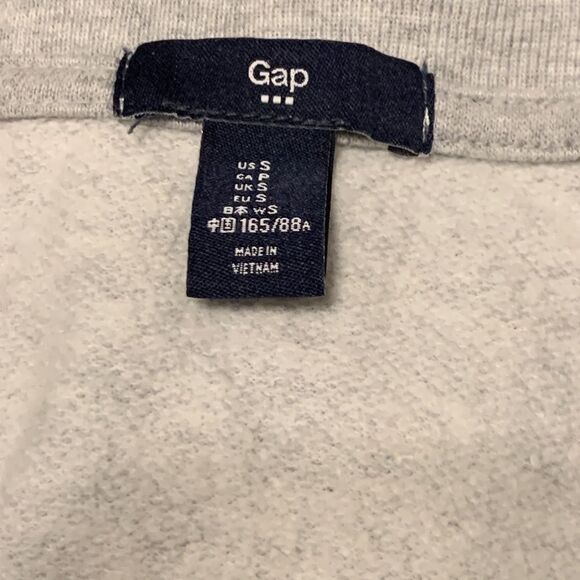 Gap
US S
CA P
UK S
EU S
日本 WS
中国 165/88A
MADE IN
VIETNAM